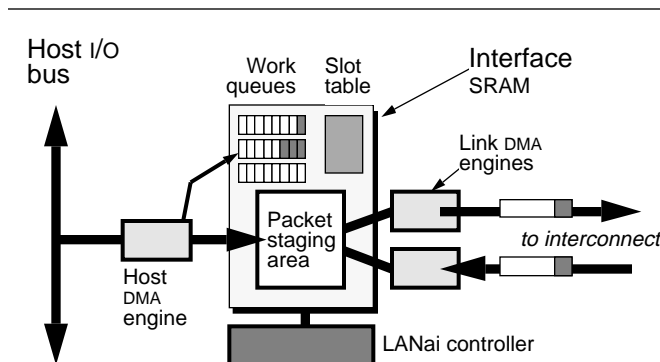 Host I/O
bus
Work
queues
Slot
table
Interface
SRAM
Link DMA
engines
Packet
staging
area
to interconnect
Host
DMA
engine
LANai controller